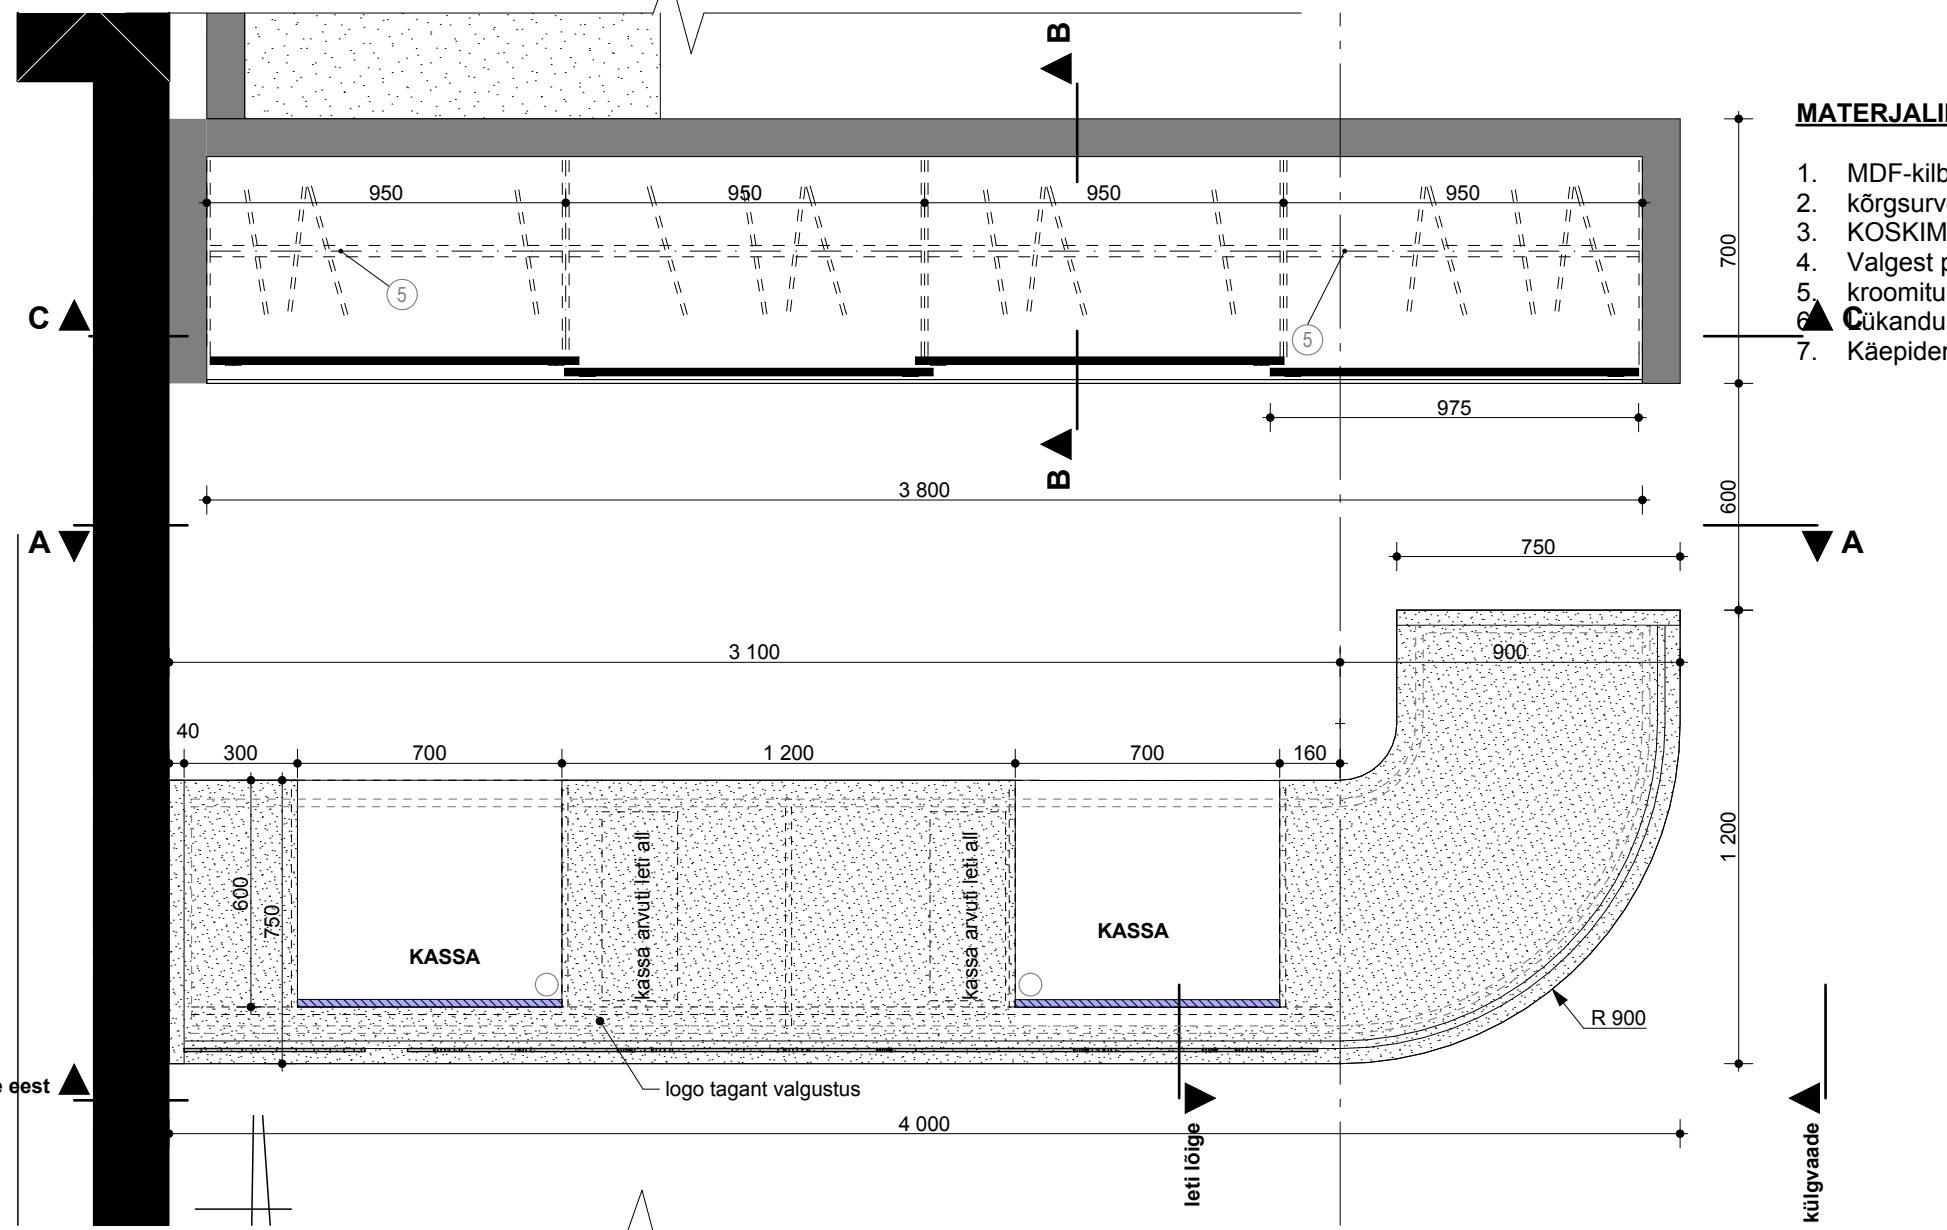 B
MATERJALI
1. MDF-kilb
2. kõrgsurv
3. KOSKIM
4. Valgest p
5. kroomitu
6. Lükandu
7. Käepider
950
950
950
950
700
5
5
C
C
975
B
3 800
600
A
A
750
3 100
900
40
300
700
1 200
700
160
600
750
kassa arvuti leti all
kassa arvuti leti all
1 200
KASSA
KASSA
R 900
eest
logo tagant valgustus
4 000
leti lõige
külgvaade